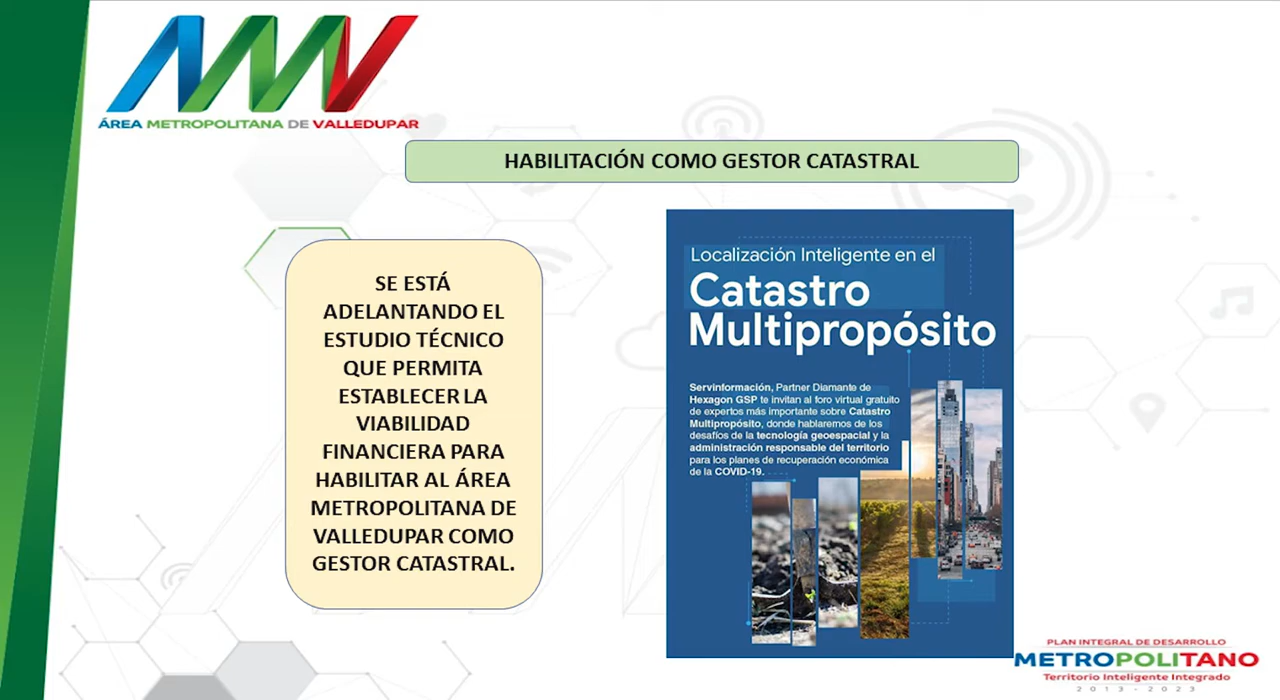 ÁREA METROPOLITANA DE VALLEDUPAR
HABILITACIÓN COMO GESTOR CATASTRAL
SE ESTÁ
ADELANTANDO EL
ESTUDIO TÉCNICO
QUE PERMITA
ESTABLECER LA
VIABILIDAD
FINANCIERA PARA
HABILITAR AL ÁREA
METROPOLITANA DE
VALLEDUPAR COMO
GESTOR CATASTRAL.
Localización Inteligente en el
Catastro
Multipropósito
Servinformación, Partner Diamante de
Hexagon GSP te invitan al foro virtual gratuito
de expertos más importante sobre Catastro
Multipropósito, donde hablaremos de los
desafíos de la tecnología geoespacial y la
administración responsable del territorio
para los planes de recuperación económica
de la COVID-19.
PLAN INTEGRAL DE DESARROLLO
METROPOLITANO
Territorio Inteligente Integrado
2013-2023